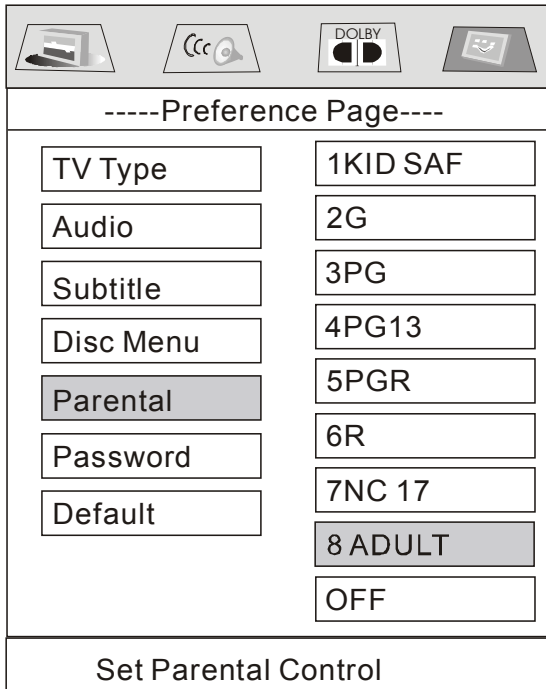 DOLBY
-----Preference Page----
TV Type
Audio
Subtitle
Disc Menu
Parental
Password
Default
1KID SAF
2G
3PG
4PG13
5PGR
6R
7NC 17
8 ADULT
OFF
Set Parental Control